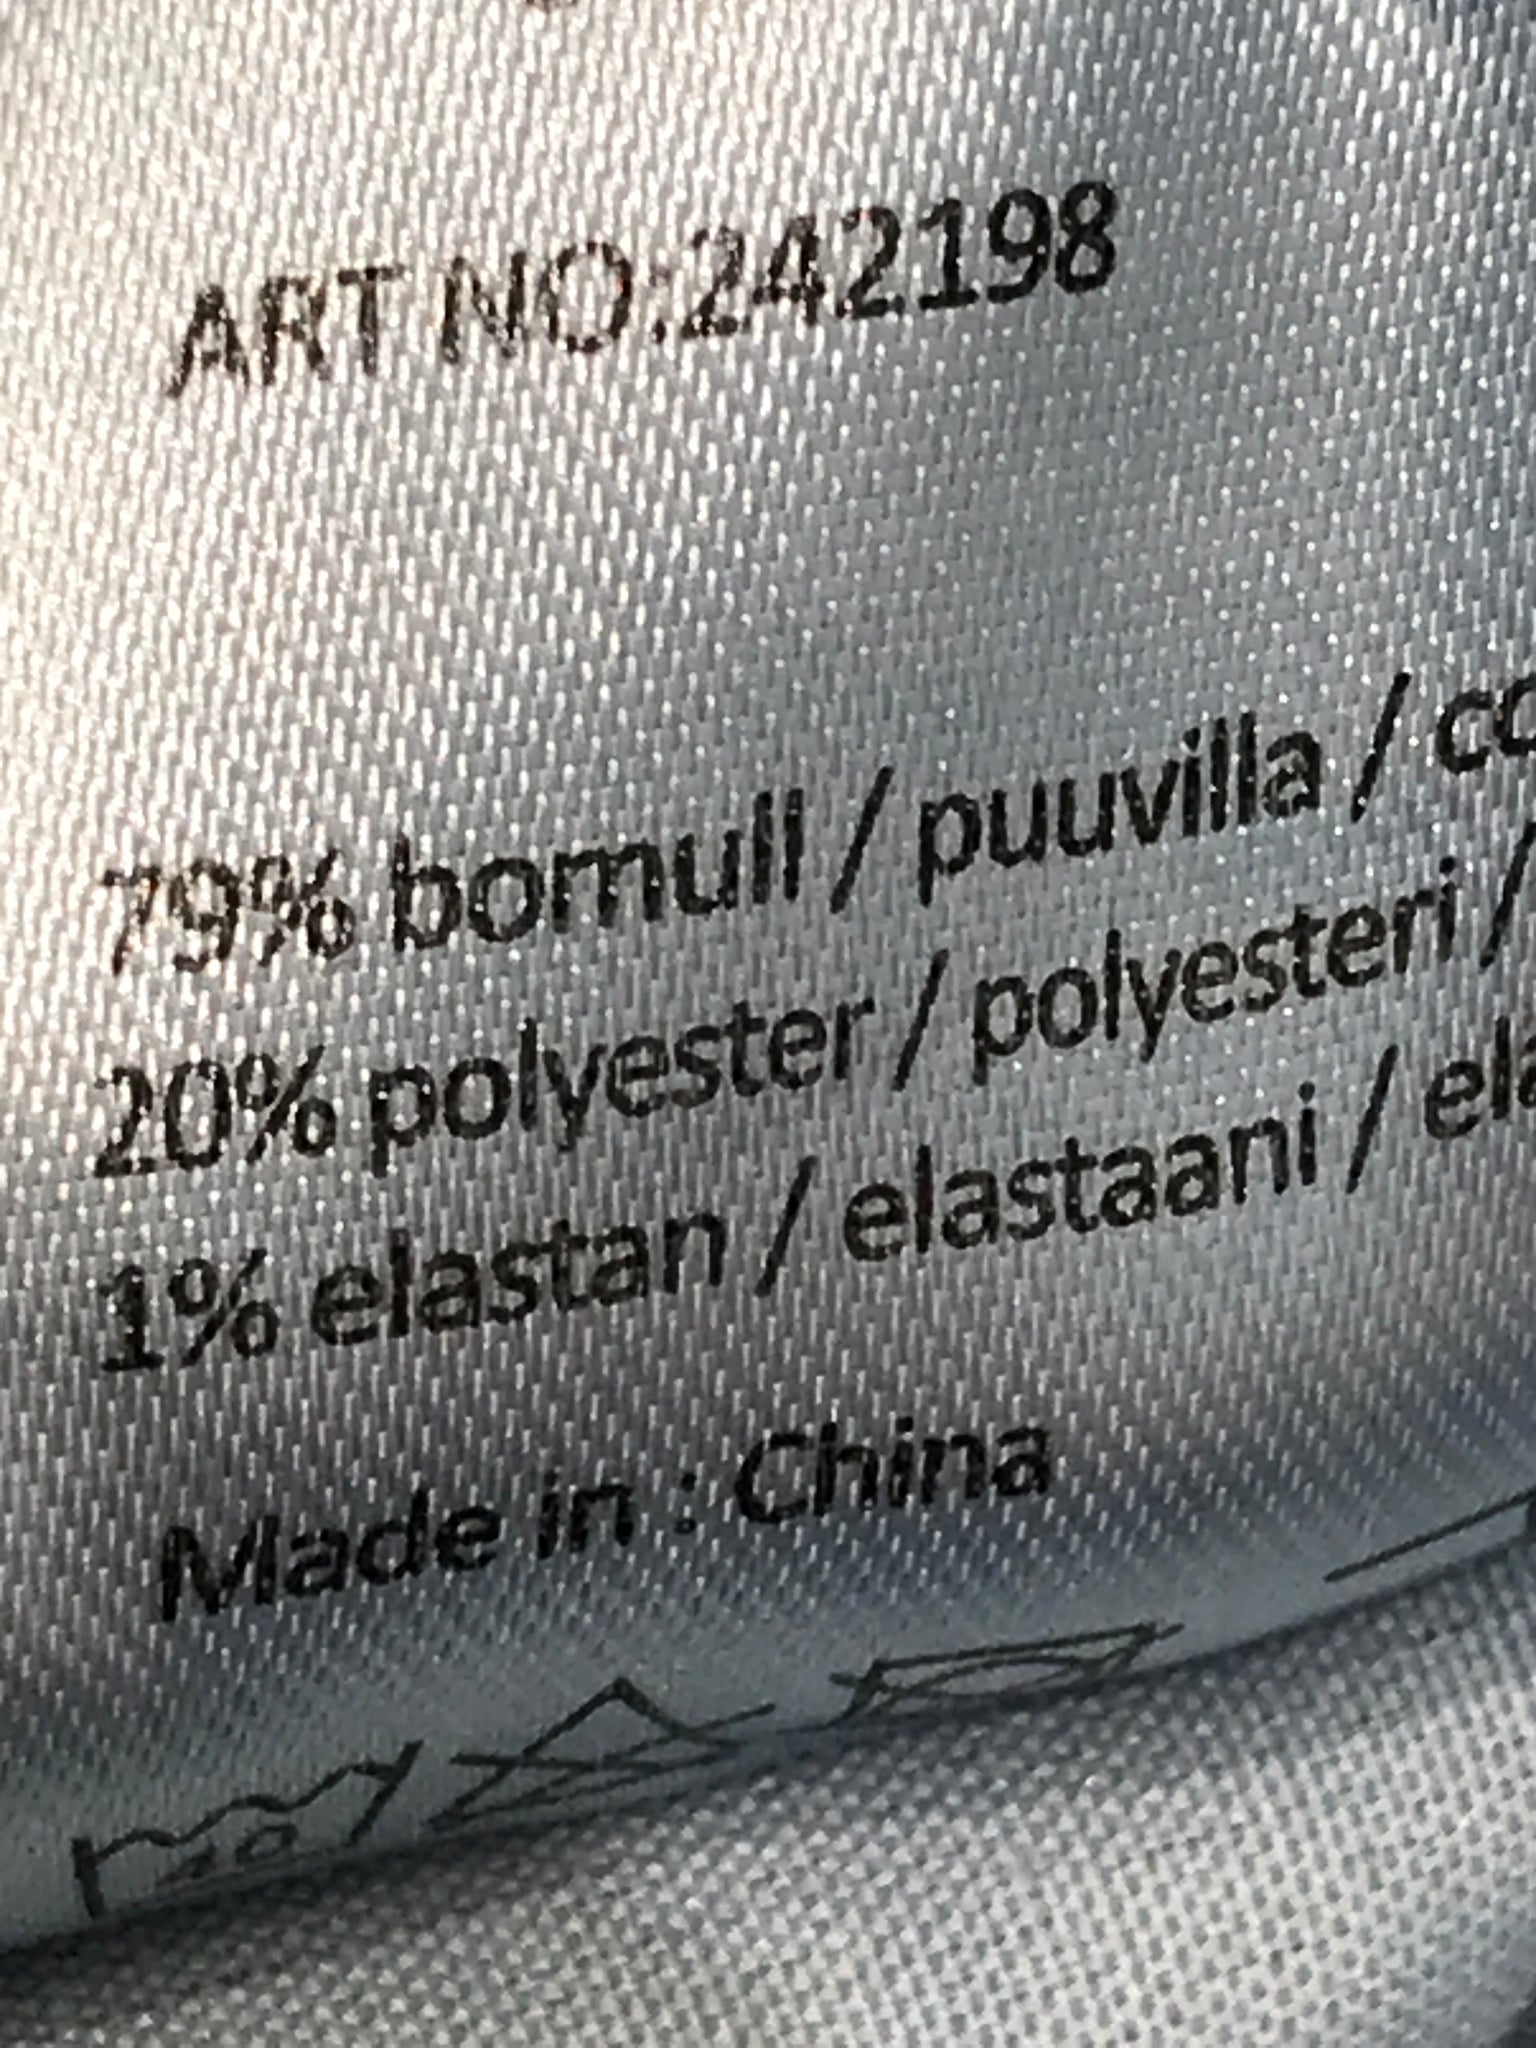 ART NO:242198
79% bomull / puuvilla /
20% polyester / polyesteri /
1% elastan / elastaani /
Made in : China